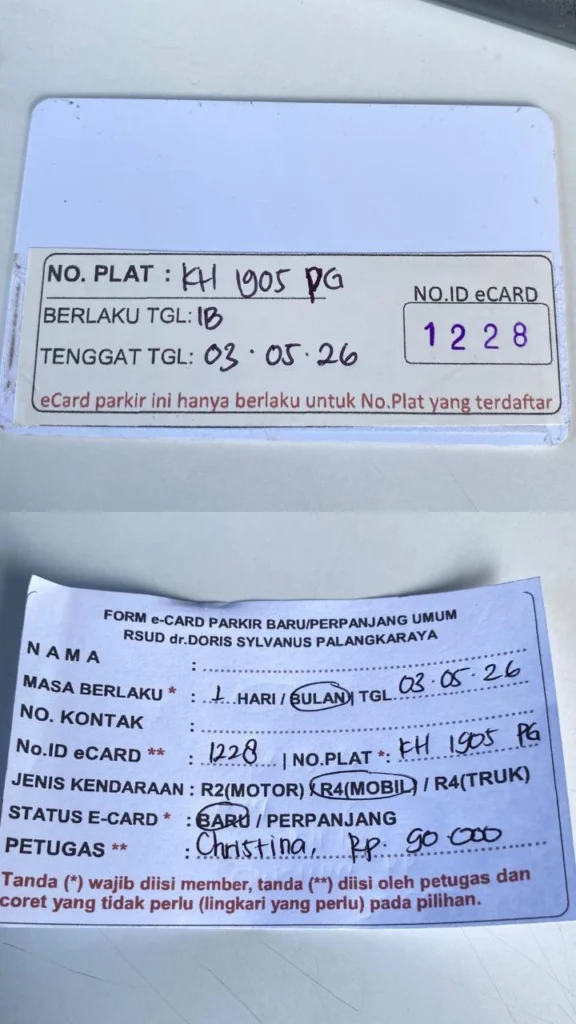 NO. PLAT : KH 1905 PG
BERLAKU TGL: 1B
TENGGAT TGL: 03 · 05 · 26
NO.ID eCARD
1 2 2 8
eCard parkir ini hanya berlaku untuk No.Plat yang terdaftar
FORM e-CARD PARKIR BARU/PERPANJANG UMUM
RSUD dr.DORIS SYLVANUS PALANGKARAYA
N A M A :
MASA BERLAKU * : 1 HARI / BULAN| TGL 03 · 05 · 26
NO. KONTAK :
No.ID eCARD ** : 1228 | NO.PLAT *: KH 1905 PG
JENIS KENDARAAN : R2(MOTOR) / R4(MOBIL) / R4(TRUK)
STATUS E-CARD * : BARU / PERPANJANG
PETUGAS ** : Christina, Rp. 90 000
Tanda (*) wajib diisi member, tanda (**) diisi oleh petugas dan
coret yang tidak perlu (lingkari yang perlu) pada pilihan.